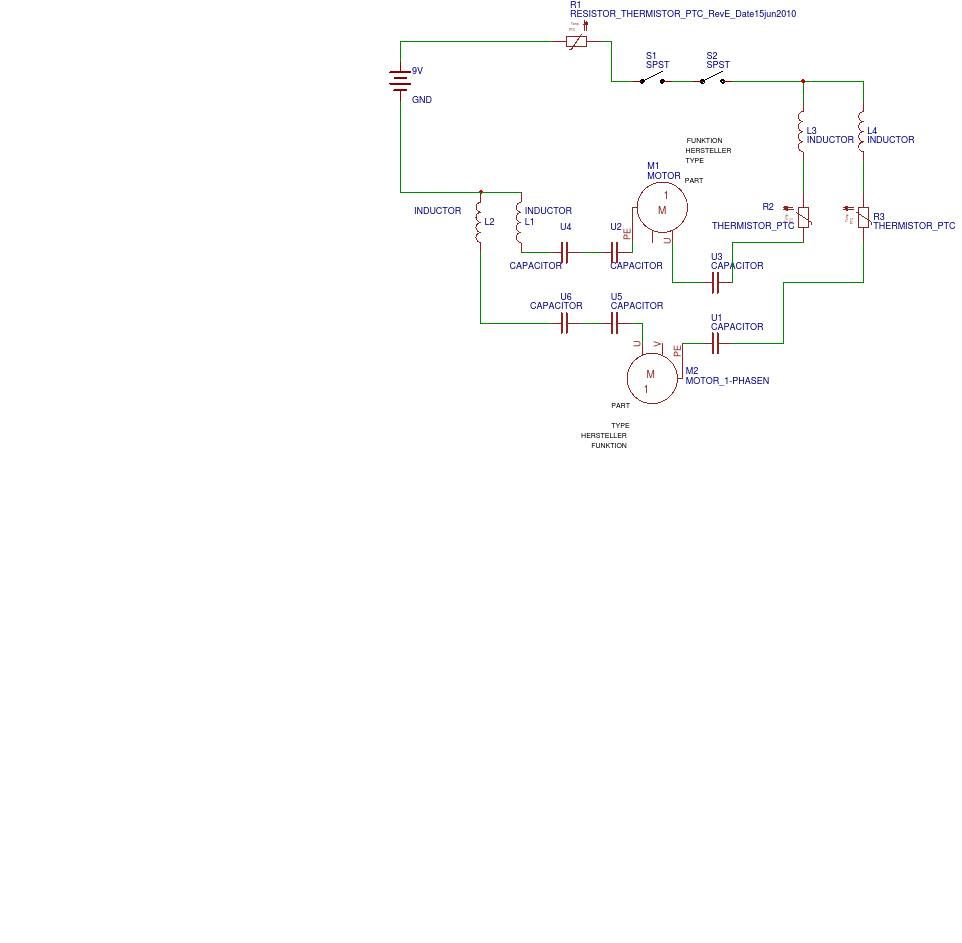 R1
RESISTOR_THERMISTOR_PTC_RevE_Date15jun2010
S1
SPST
S2
SPST
9V
GND
L3
INDUCTOR
L4
INDUCTOR
FUNKTION
HERSTELLER
TYPE
M1
MOTOR
PART
1
M
PE
U
INDUCTOR
L2
INDUCTOR
L1
U4
CAPACITOR
U2
CAPACITOR
R2
THERMISTOR_PTC
R3
THERMISTOR_PTC
U3
CAPACITOR
U6
CAPACITOR
U5
CAPACITOR
U1
CAPACITOR
U
V
PE
M
1
M2
MOTOR_1-PHASEN
PART
TYPE
HERSTELLER
FUNKTION